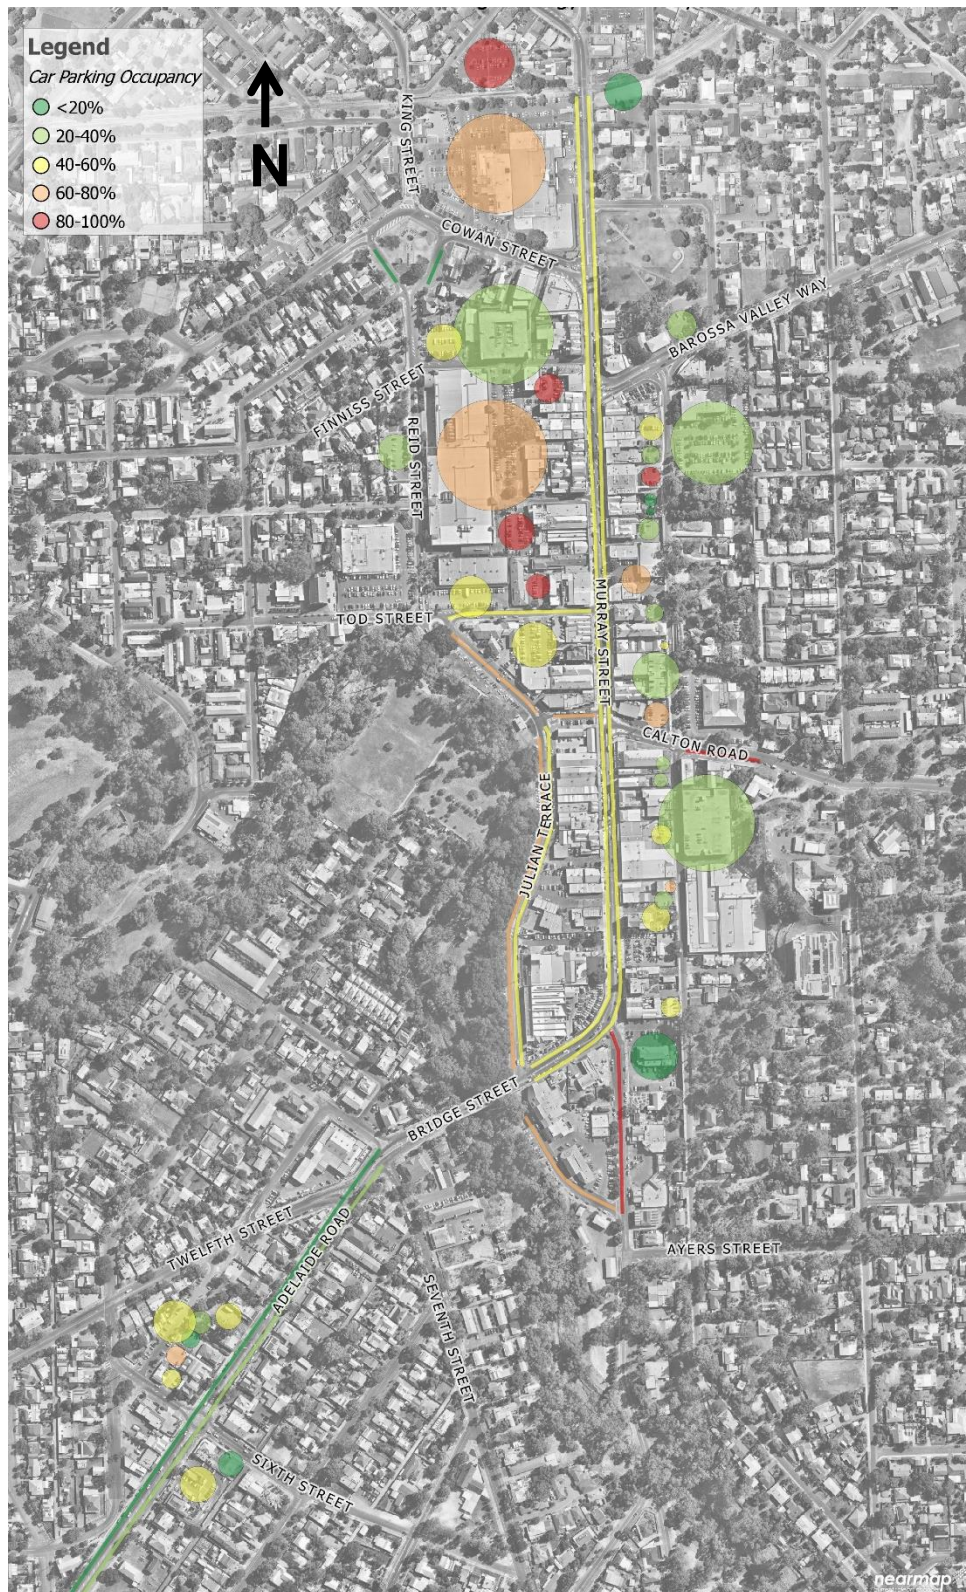 Legend
Car Parking Occupancy
<20%
20-40%
40-60%
60-80%
80-100%
N
KING STREET
COWAN STREET
BAROSSA VALLEY WAY
FINNISS STREET
REID STREET
MURRAY STREET
TOD STREET
CALTON ROAD
JULIAN TERRACE
BRIDGE STREET
TWELFTH STREET
ADELAIDE ROAD
AYERS STREET
SEVENTH STREET
SIXTH STREET
nearmap